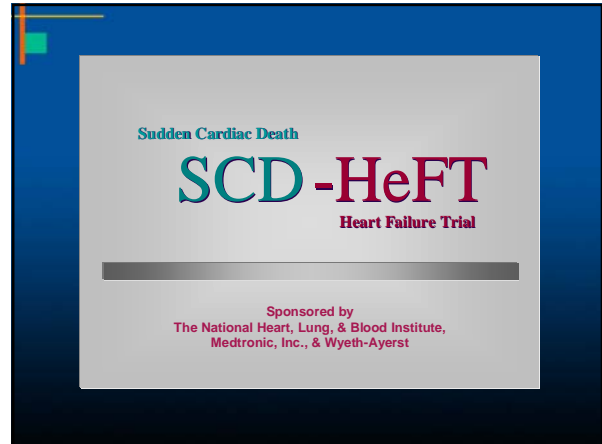 Sudden Cardiac Death
SCD-HeFT
Heart Failure Trial
Sponsored by
The National Heart, Lung, & Blood Institute,
Medtronic, Inc., & Wyeth-Ayerst